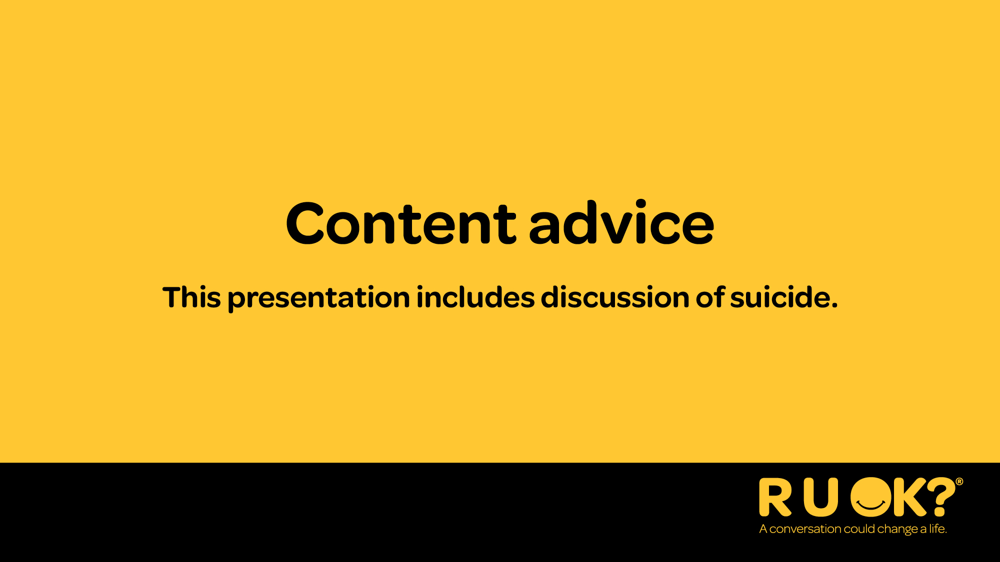 Content advice
This presentation includes discussion of suicide.
R U OK?®
A conversation could change a life.